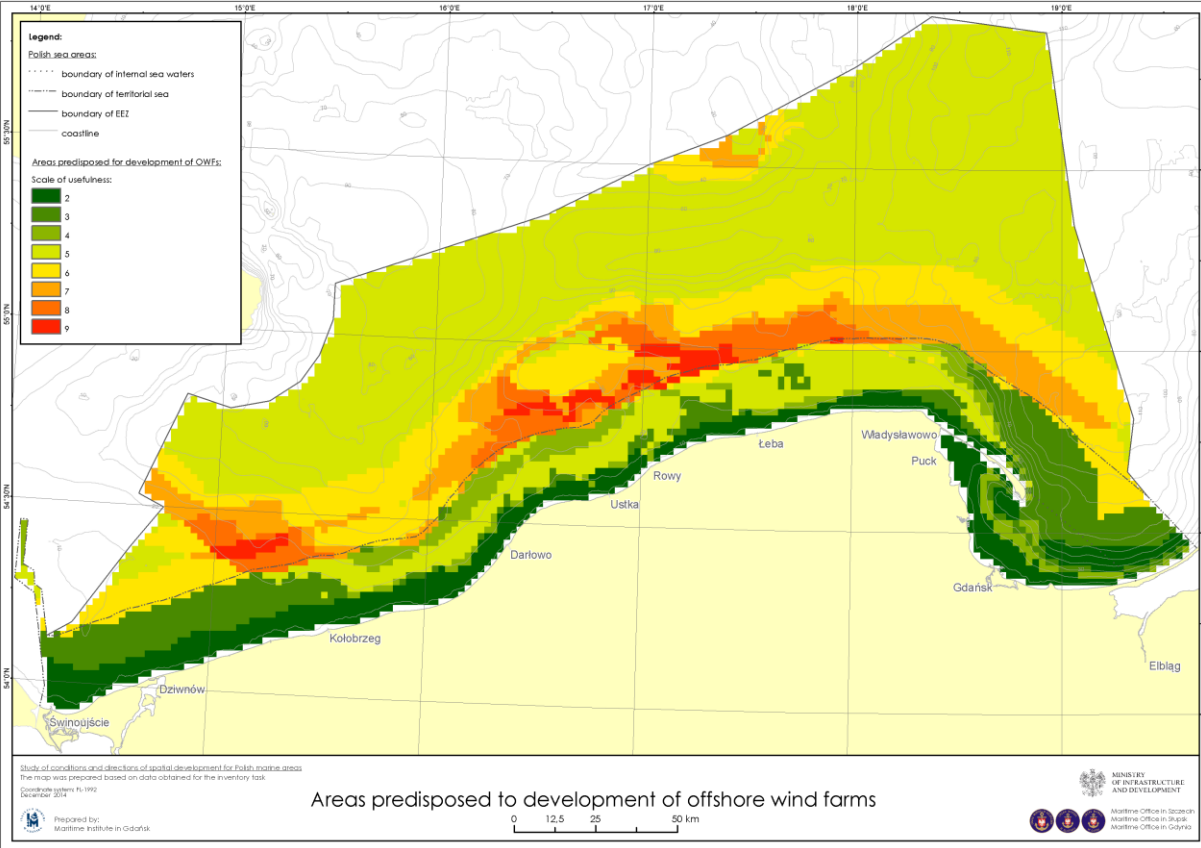 14°0'E 15°0'E 16°0'E 17°0'E 18°0'E 19°0'E
Legend:
Polish sea areas:
boundary of internal sea waters
boundary of territorial sea
boundary of EEZ
coastline
Areas predisposed for development of OWFs:
Scale of usefulness:
2
3
4
5
6
7
8
9
55°30'N
55°0'N
54°30'N
54°0'N
Władysławowo
Puck
Łeba
Rowy
Ustka
Darłowo
Gdańsk
Kołobrzeg
Elbląg
Dziwnów
Świnoujście
Study of conditions and directions of spatial development for Polish marine areas
The map was prepared based on data obtained for the inventory task
Coordinate system: PL-1992
December 2014
Prepared by:
Maritime Institute in Gdańsk
Areas predisposed to development of offshore wind farms
0 12,5 25 50 km
MINISTRY
OF INFRASTRUCTURE
AND DEVELOPMENT
Maritime Office in Szczecin
Maritime Office in Słupsk
Maritime Office in Gdynia